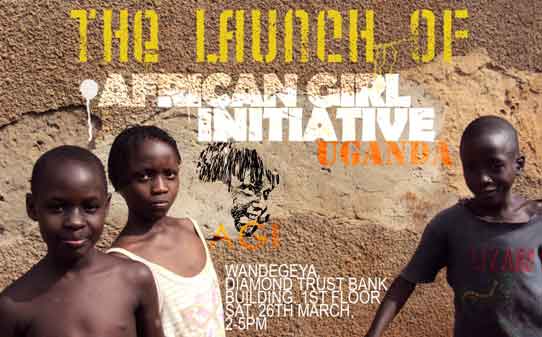 THE LAUNCH OF
AFRICAN GIRL
INITIATIVE
UGANDA
AGI
WANDEGEYA
DIAMOND TRUST BANK
BUILDING, 1ST FLOOR
SAT, 26TH MARCH,
2-5PM